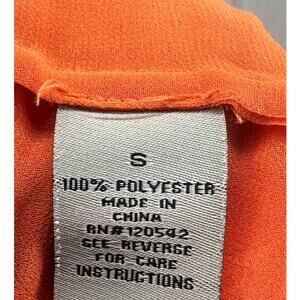 S
100% POLYESTER
MADE IN
CHINA
RN#120542
SEE REVERSE
FOR CARE
INSTRUCTIONS